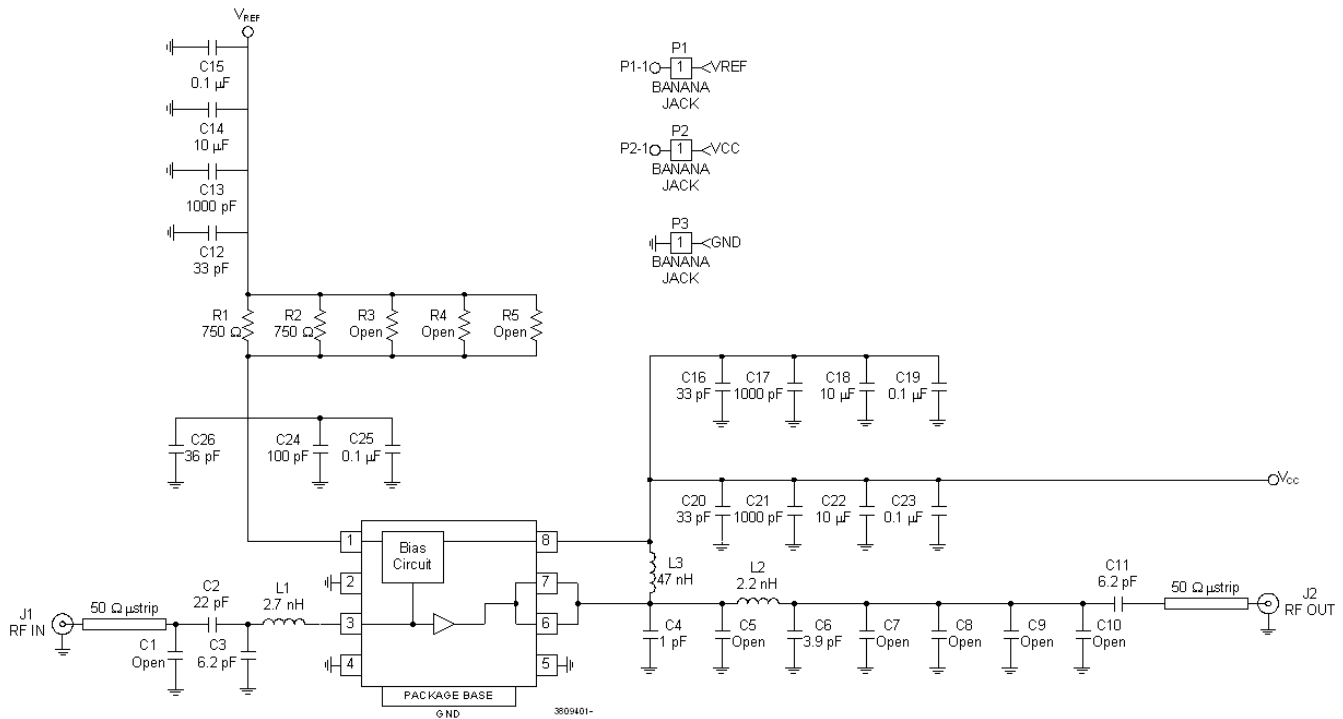 VREF
C15
0.1 µF
C14
10 µF
C13
1000 pF
C12
33 pF
P1
P1-1 1 VREF
BANANA
JACK
P2
P2-1 1 VCC
BANANA
JACK
P3
1 GND
BANANA
JACK
R1
750 Ω
R2
750 Ω
R3
Open
R4
Open
R5
Open
C16
33 pF
C17
1000 pF
C18
10 µF
C19
0.1 µF
C26
36 pF
C24
100 pF
C25
0.1 µF
C20
33 pF
C21
1000 pF
C22
10 µF
C23
0.1 µF
VCC
1
Bias
Circuit
8
2
7
3
6
4
5
PACKAGE BASE
GND
3809401-
J1
RF IN
50 Ω µstrip
C1
Open
C2
22 pF
C3
6.2 pF
L1
2.7 nH
L3
47 nH
L2
2.2 nH
C4
1 pF
C5
Open
C6
3.9 pF
C7
Open
C8
Open
C9
Open
C10
Open
C11
6.2 pF
50 Ω µstrip
J2
RF OUT